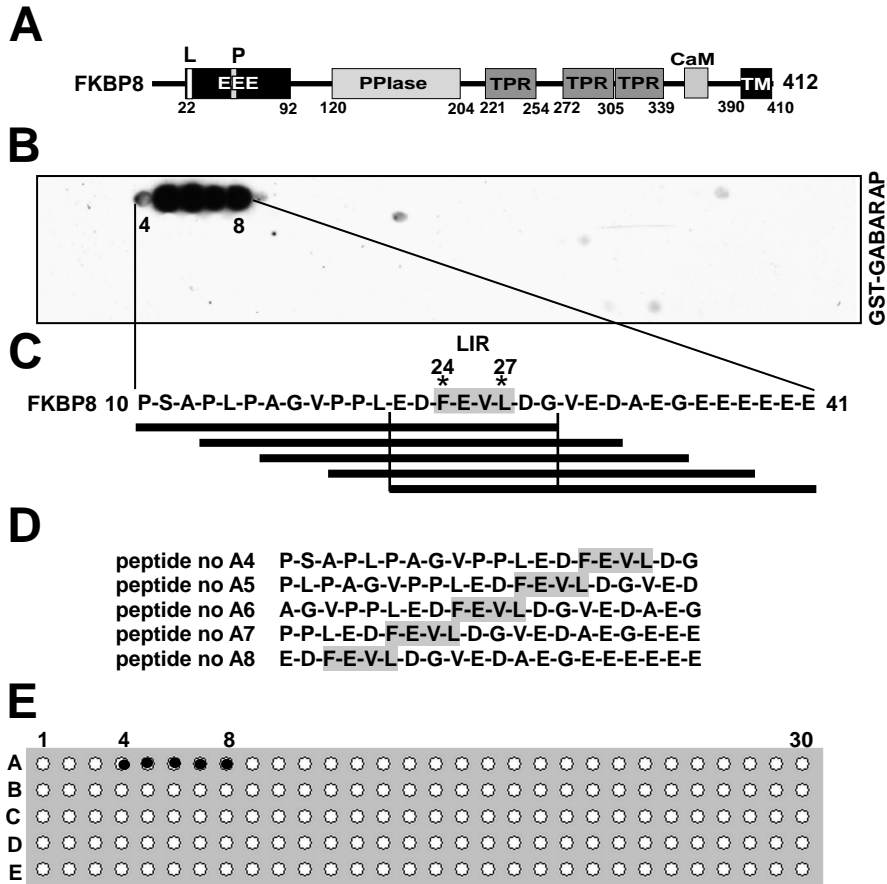 A
L P CaM
FKBP8 EEE PPIase TPR TPR TPR TM 412
22 92 120 204 221 254 272 305 339 390 410
B
4 8
GST-GABARAP
C
LIR
24 27
* *
FKBP8 10 P-S-A-P-L-P-A-G-V-P-P-L-E-D-F-E-V-L-D-G-V-E-D-A-E-G-E-E-E-E-E-E 41
D
peptide no A4 P-S-A-P-L-P-A-G-V-P-P-L-E-D-F-E-V-L-D-G
peptide no A5 P-L-P-A-G-V-P-P-L-E-D-F-E-V-L-D-G-V-E-D
peptide no A6 A-G-V-P-P-L-E-D-F-E-V-L-D-G-V-E-D-A-E-G
peptide no A7 P-P-L-E-D-F-E-V-L-D-G-V-E-D-A-E-G-E-E-E
peptide no A8 E-D-F-E-V-L-D-G-V-E-D-A-E-G-E-E-E-E-E-E
E
1 4 8 30
A
B
C
D
E